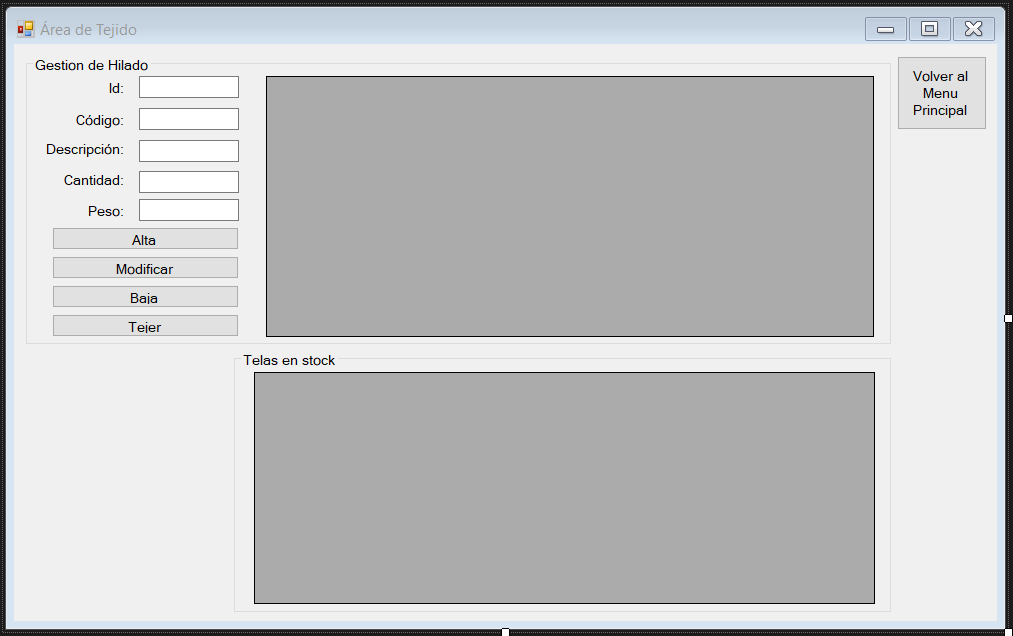 Área de Tejido
Gestion de Hilado
Id:
Código:
Descripción:
Cantidad:
Peso:
Alta
Modificar
Baja
Tejer
Volver al
Menu
Principal
Telas en stock